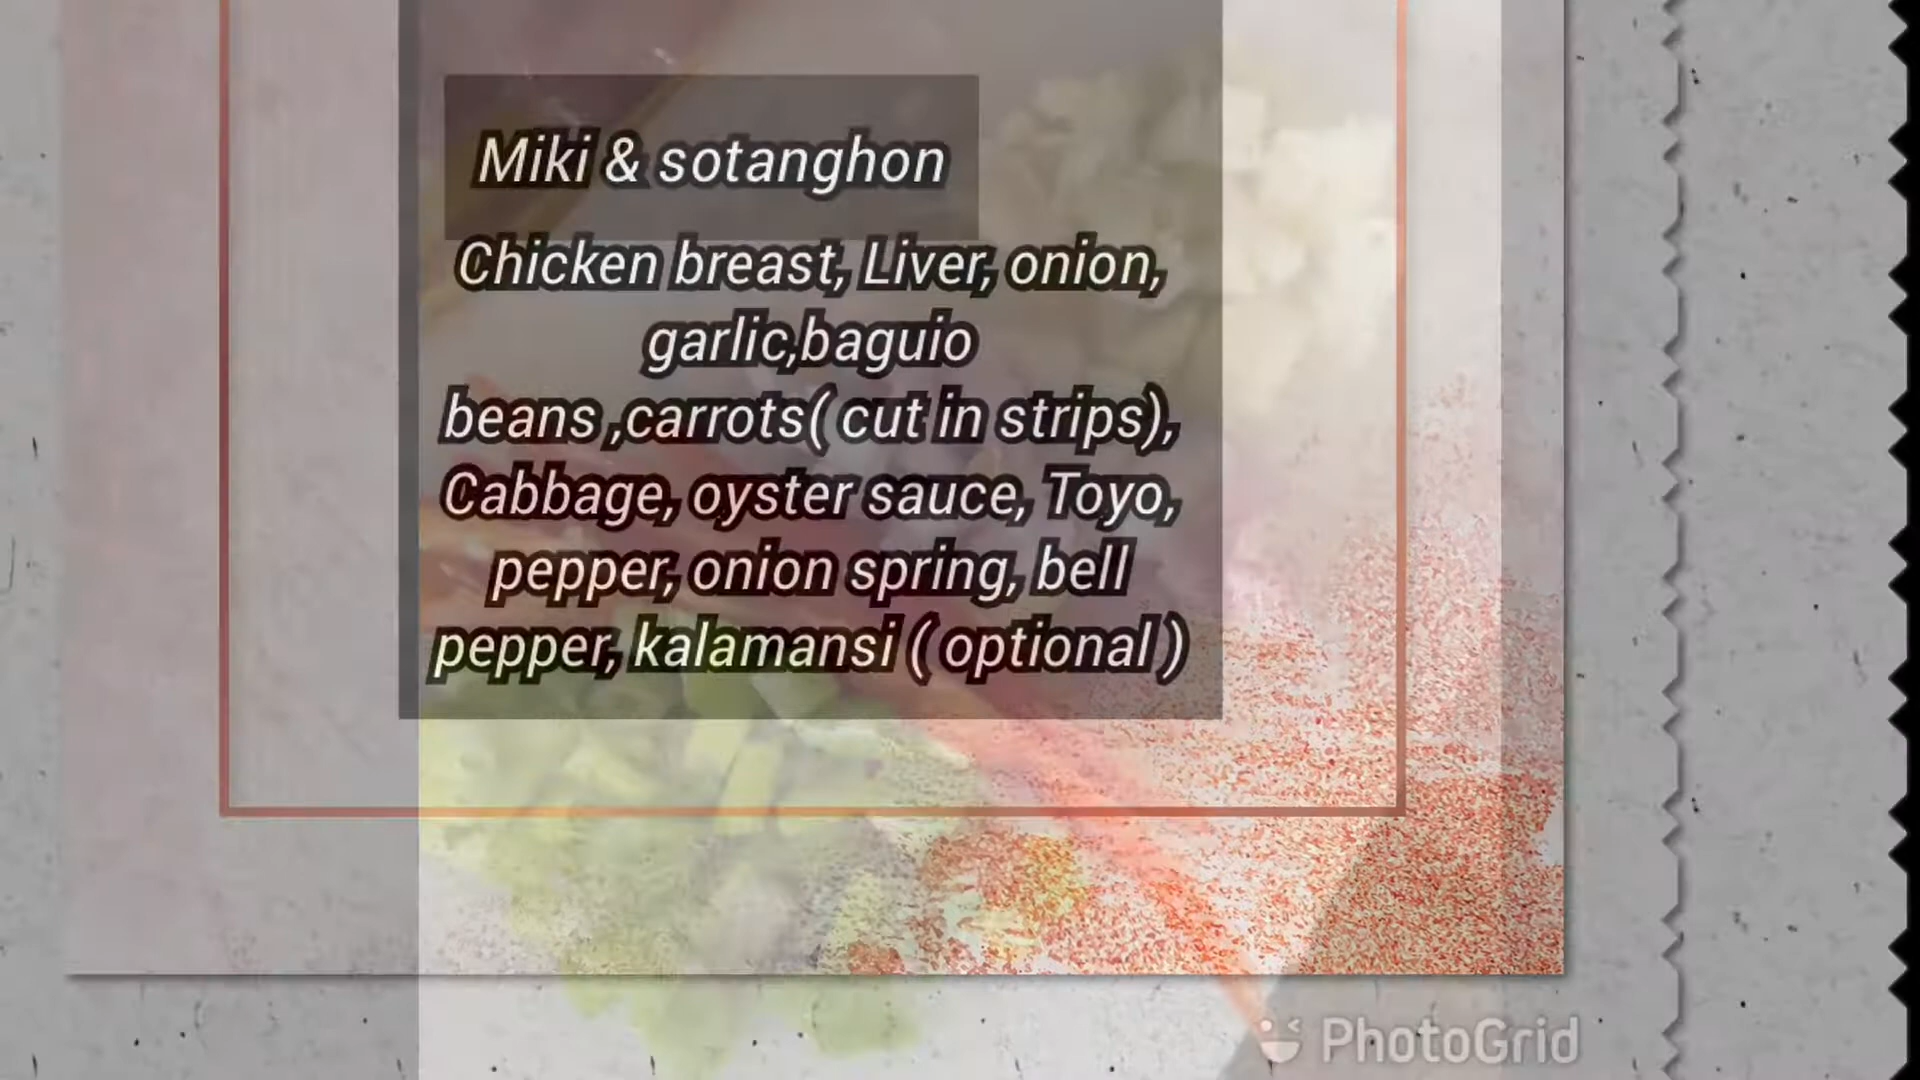 Miki & sotanghon
Chicken breast, Liver, onion,
garlic,baguio
beans ,carrots( cut in strips),
Cabbage, oyster sauce, Toyo,
pepper, onion spring, bell
pepper, kalamansi ( optional )
PhotoGrid